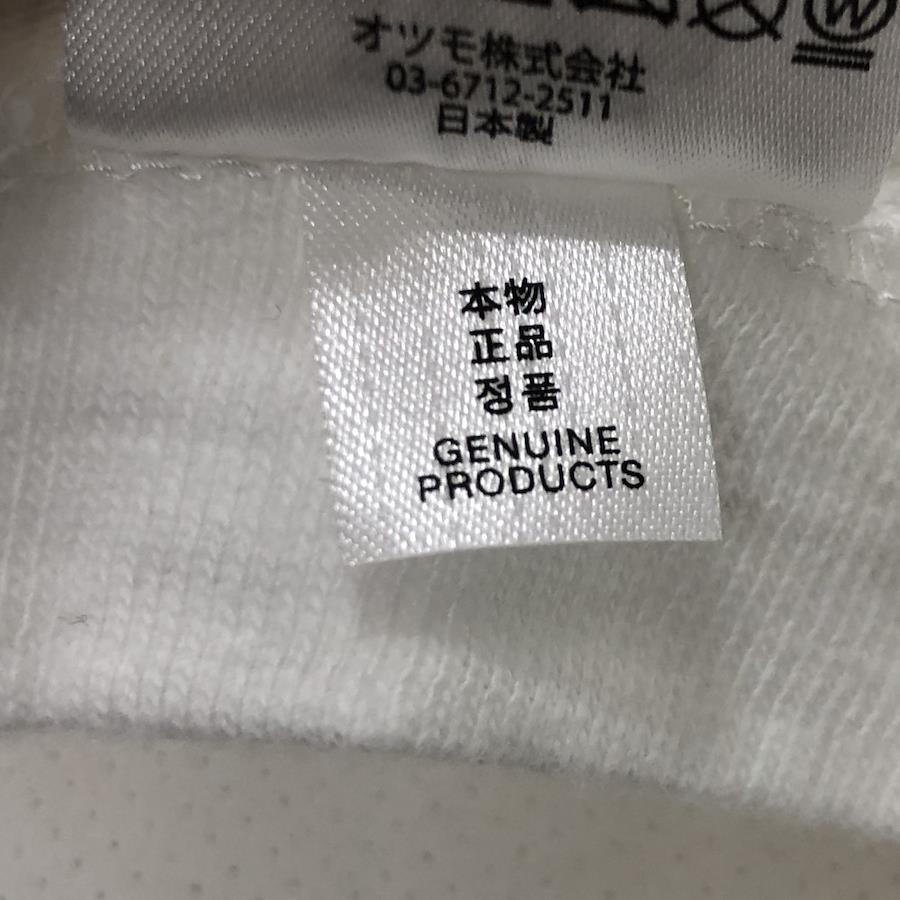 オツモ株式会社
03-6712-2511
日本製
本物
正品
정품
GENUINE
PRODUCTS